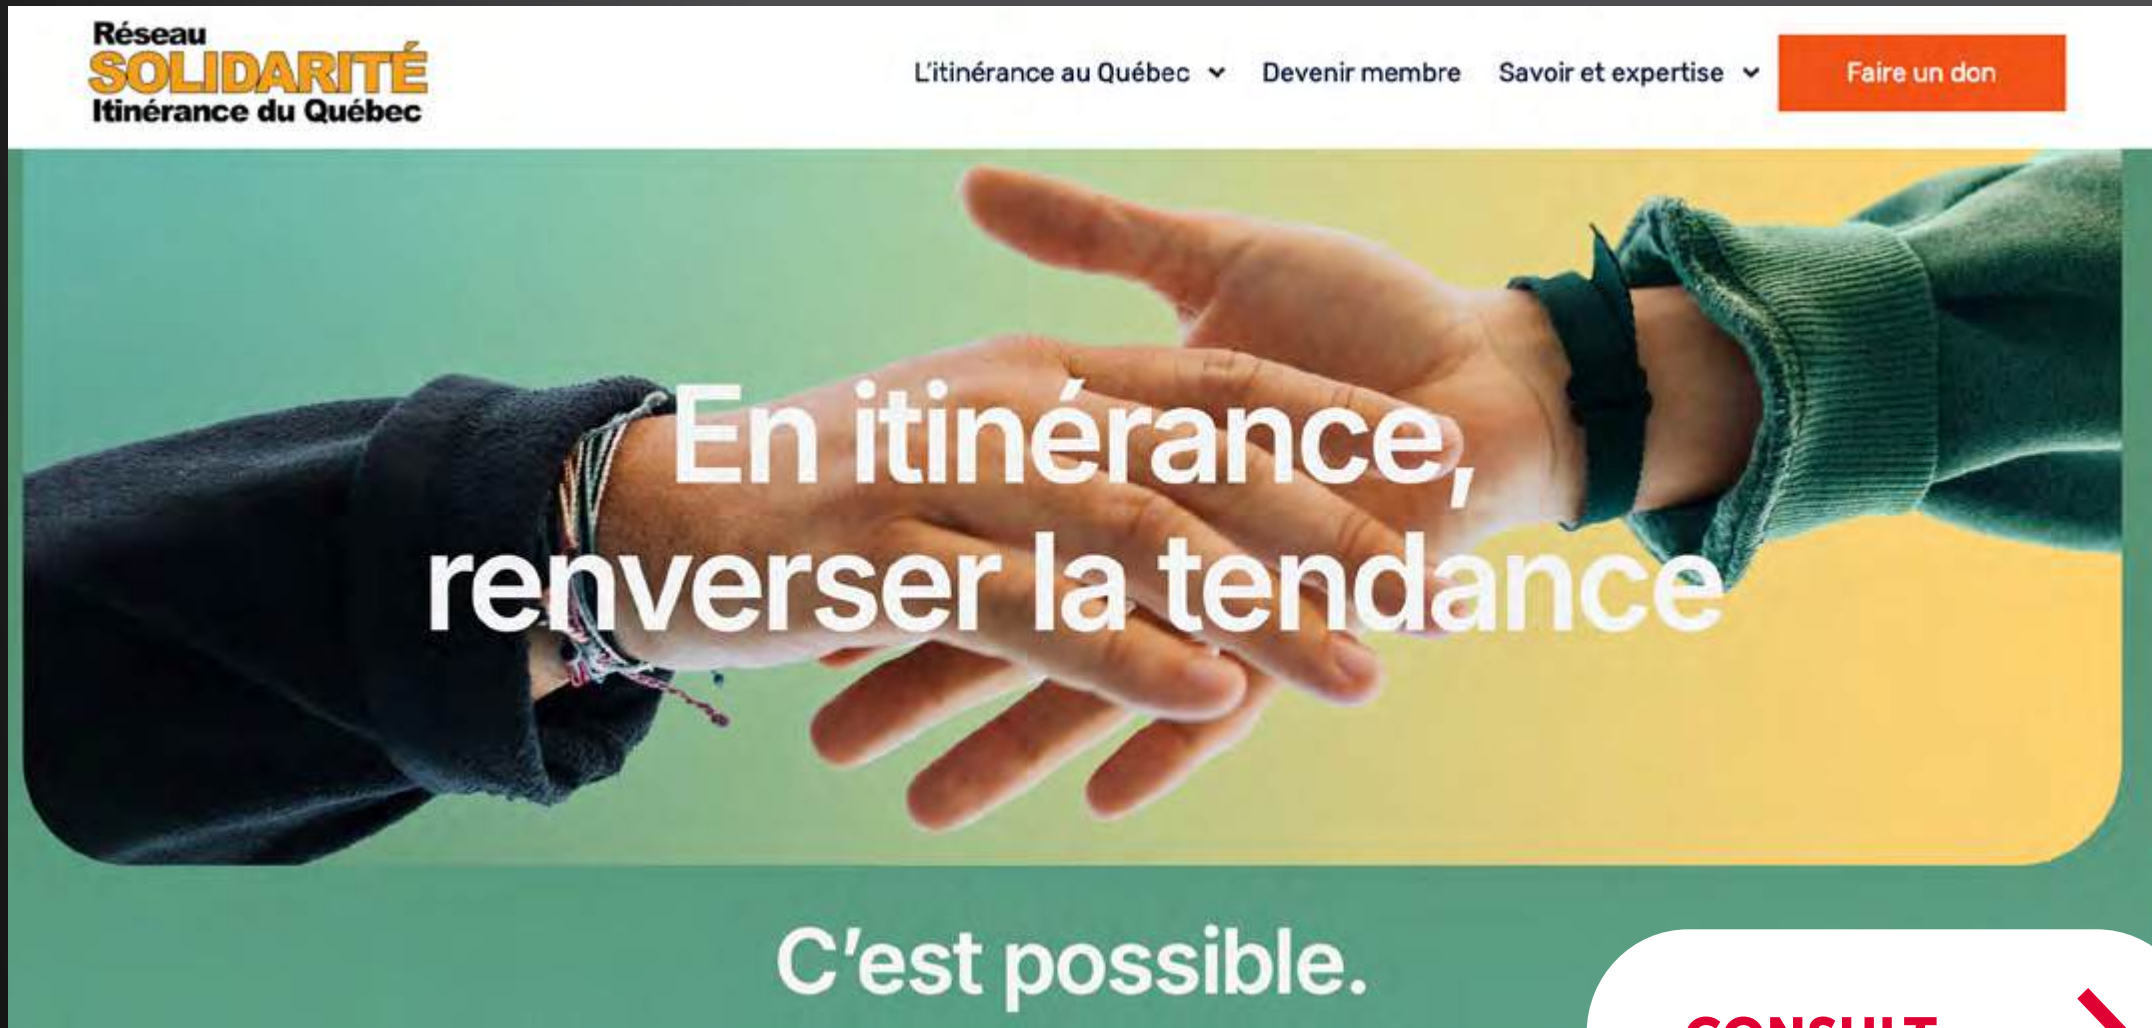 Réseau
SOLIDARITÉ
Itinérance du Québec
L'itinérance au Québec
Devenir membre
Savoir et expertise
Faire un don
En itinérance,
renverser la tendance
C'est possible.
CONSULT